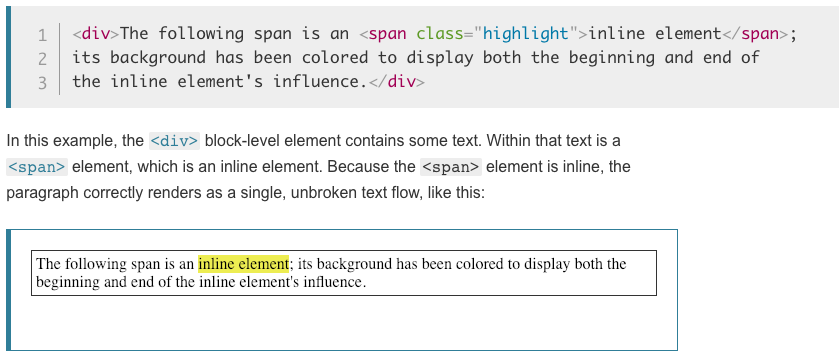 1 <div>The following span is an <span class="highlight">inline element</span>;
2 its background has been colored to display both the beginning and end of
3 the inline element's influence.</div>
In this example, the <div> block-level element contains some text. Within that text is a
<span> element, which is an inline element. Because the <span> element is inline, the
paragraph correctly renders as a single, unbroken text flow, like this:
The following span is an inline element; its background has been colored to display both the
beginning and end of the inline element's influence.